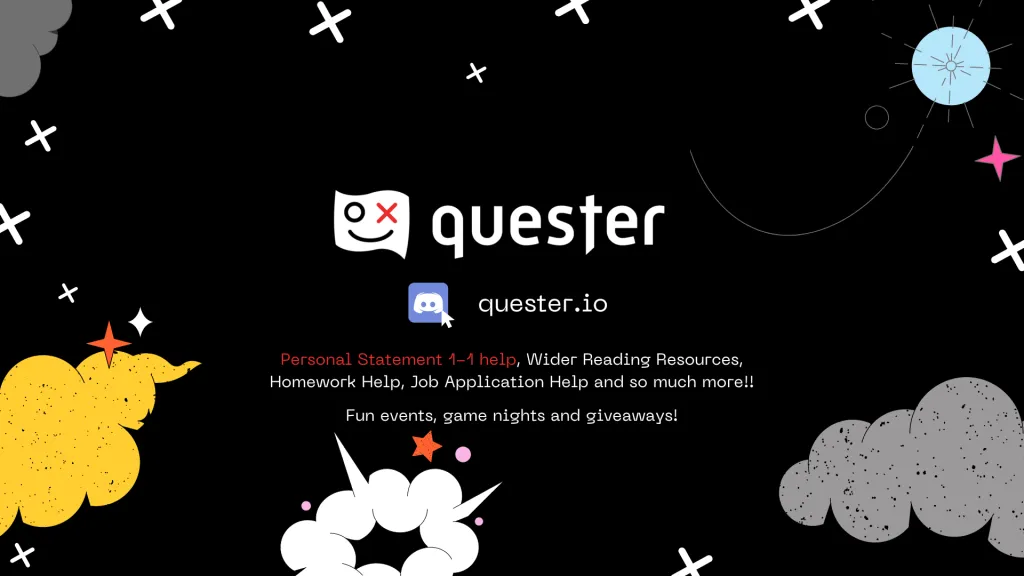 quester
quester.io
Personal Statement 1-1 help, Wider Reading Resources,
Homework Help, Job Application Help and so much more!!
Fun events, game nights and giveaways!